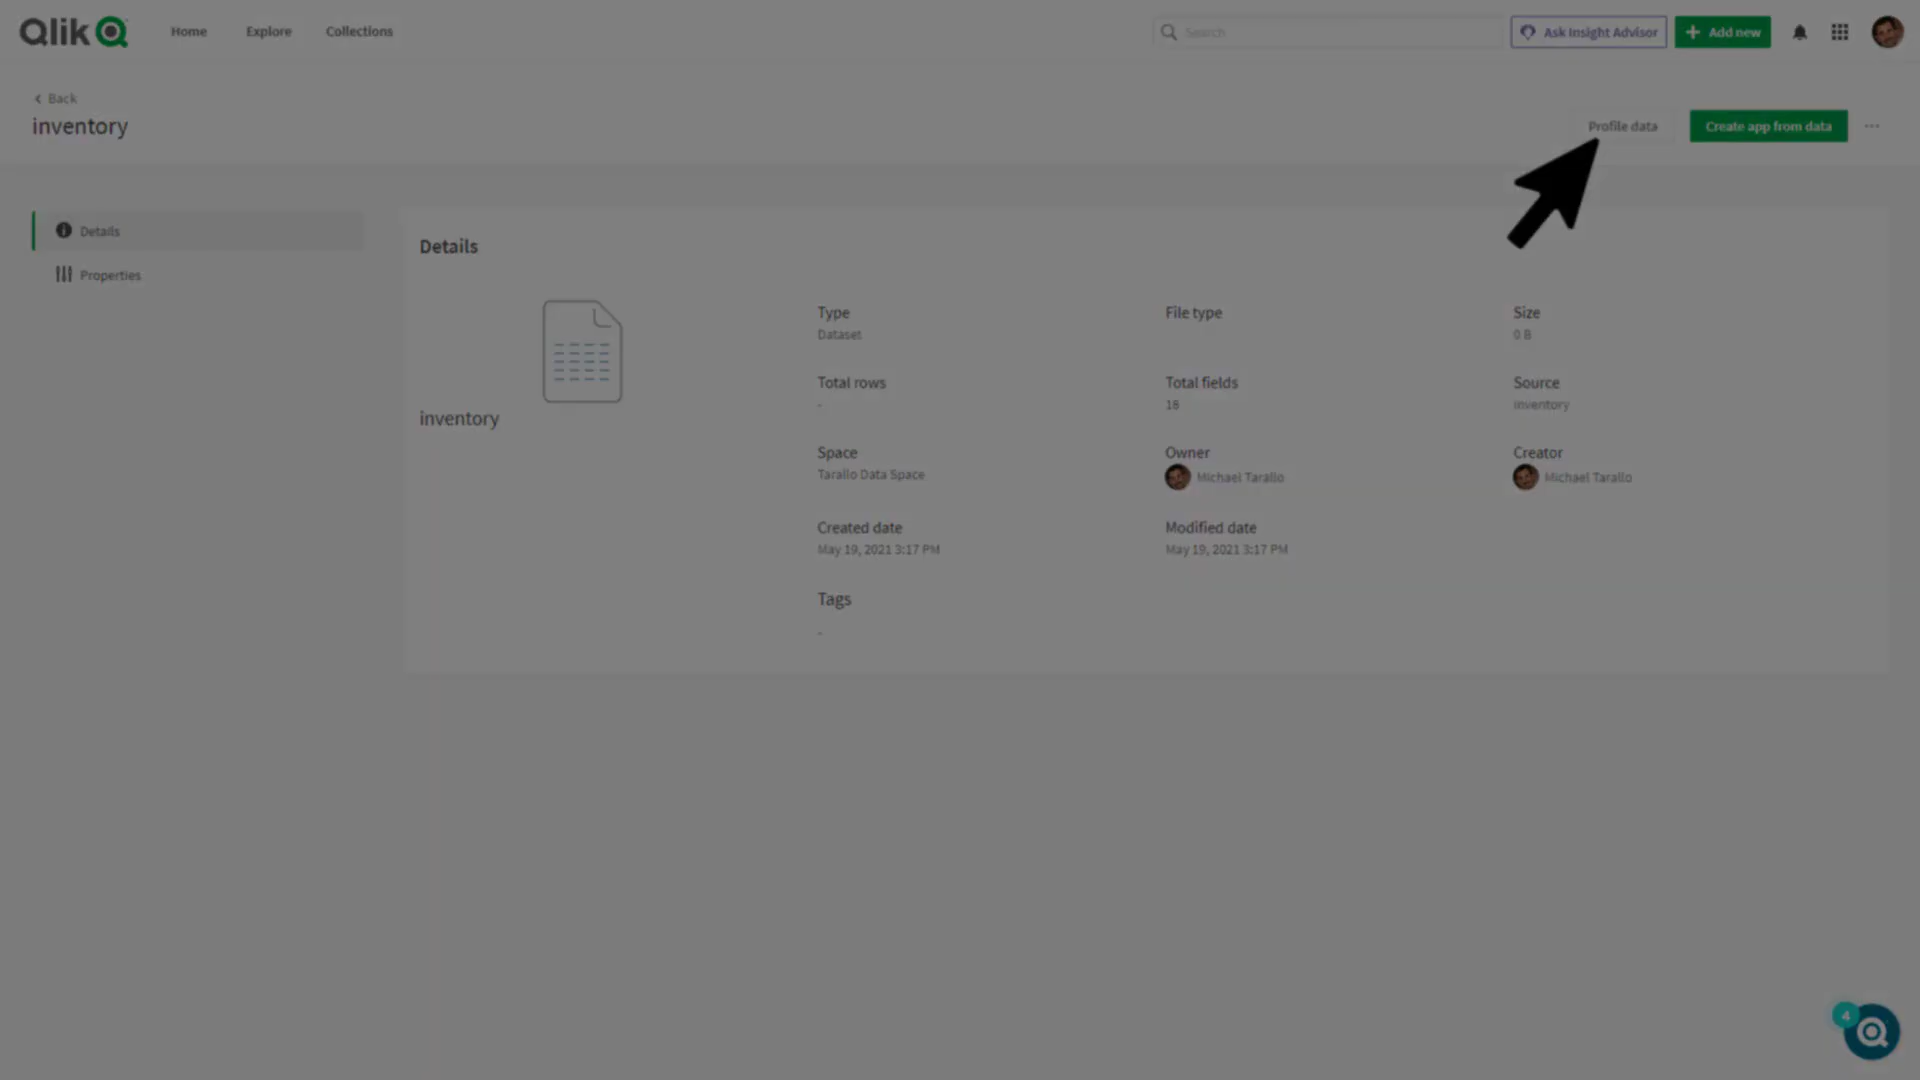 Qlik
Home
Explore
Collections
Search
Ask Insight Advisor
Add new
Back
inventory
Profile data
Create app from data
Details
Properties
Details
inventory
Type
Dataset
File type
Size
0 B
Total rows
-
Total fields
16
Source
inventory
Space
Tarallo Data Space
Owner
Michael Tarallo
Creator
Michael Tarallo
Created date
May 19, 2021 3:17 PM
Modified date
May 19, 2021 3:17 PM
Tags
-
4